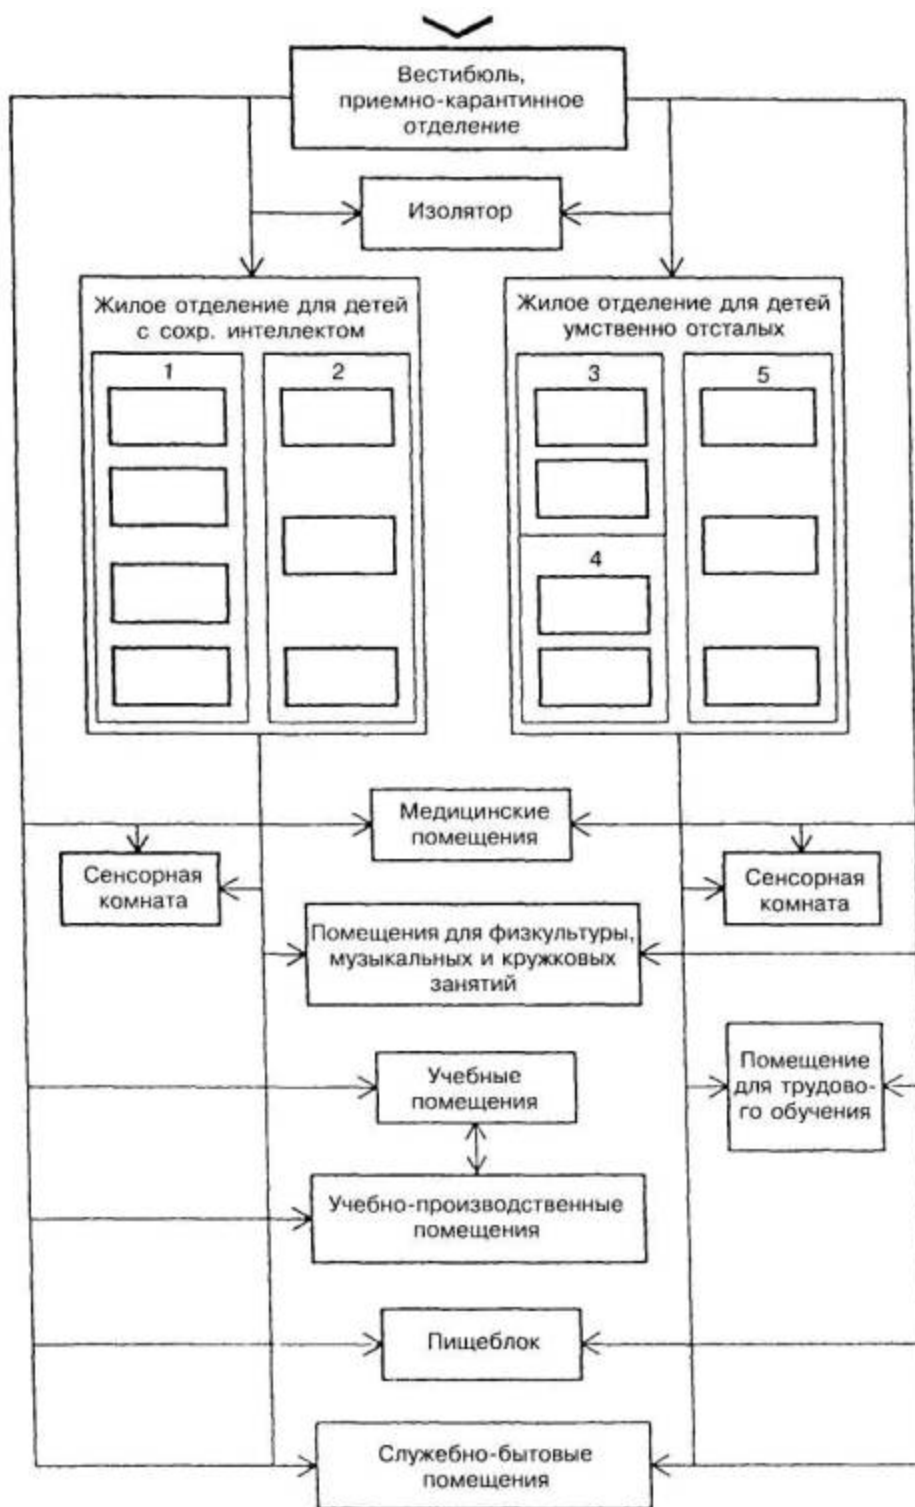 Вестибюль,
приемно-карантинное
отделение
Изолятор
Жилое отделение для детей
с сохр. интеллектом
1
2
Жилое отделение для детей
умственно отсталых
3
5
4
Медицинские
помещения
Сенсорная
комната
Сенсорная
комната
Помещения для физкультуры,
музыкальных и кружковых
занятий
Учебные
помещения
Помещение
для трудово-
го обучения
Учебно-производственные
помещения
Пищеблок
Служебно-бытовые
помещения